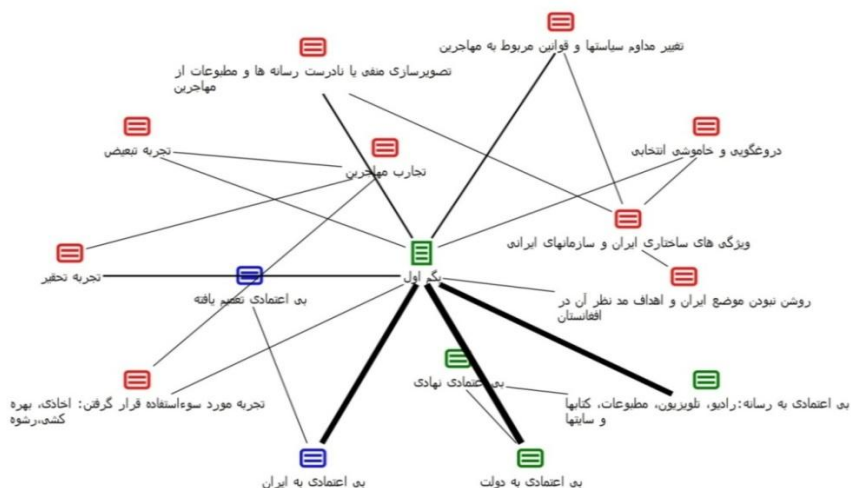 تغییر مداوم سیاستها و قوانین مربوط به مهاجرین
تصویرسازی منفی یا نادرست رسانه ها و مطبوعات از
مهاجرین
دروغگویی و خاموشی انتخابی
تجربه تبعیض
تجارب مهاجرین
ویژگی های ساختاری ایران و سازمانهای ایرانی
تجربه تحقیر
بگم اول
بی اعتمادی تعمیم یافته
روشن نبودن موضع ایران و اهداف مد نظر آن در
افغانستان
بی اعتمادی نهادی
تجربه مورد سوءاستفاده قرار گرفتن: اخاذی، بهره
کشی،رشوه
بی اعتمادی به رسانه:رادیو، تلویزیون، مطبوعات، کتابها
و سایتها
بی اعتمادی به ایران
بی اعتمادی به دولت